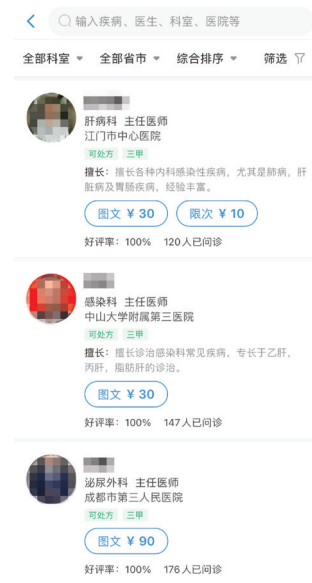 输入疾病、医生、科室、医院等
全部科室 全部省市 综合排序 筛选
肝病科 主任医师
江门市中心医院
可处方 三甲
擅长：擅长各种内科感染性疾病，尤其是肺病，肝
脏病及胃肠疾病，经验丰富。
图文 ¥ 30 限次 ¥ 10
好评率：100% 120人已问诊
感染科 主任医师
中山大学附属第三医院
可处方 三甲
擅长：擅长诊治感染科常见疾病，专长于乙肝，
丙肝，脂肪肝的诊治。
图文 ¥ 30
好评率：100% 147人已问诊
泌尿外科 主任医师
成都市第三人民医院
可处方 三甲
图文 ¥ 90
好评率：100% 176人已问诊